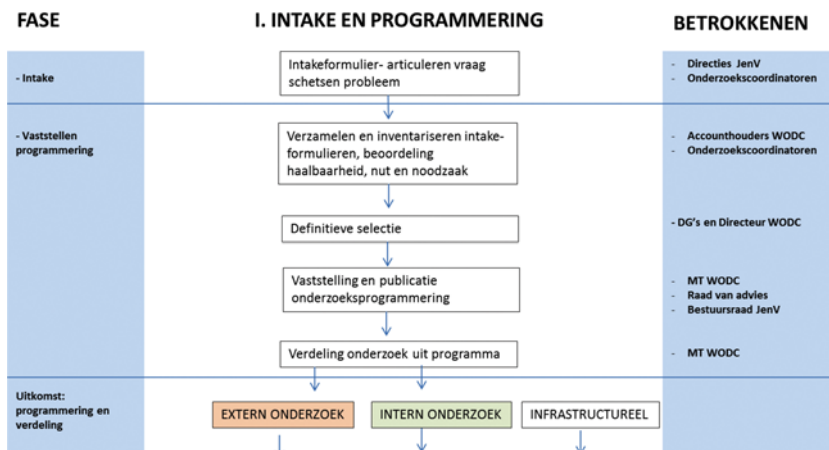 FASE
I. INTAKE EN PROGRAMMERING
BETROKKENEN
- Intake
Intakeformulier- articuleren vraag
schetsen probleem
- Directies JenV
- Onderzoekscoordinatoren
- Vaststellen
programmering
Verzamelen en inventariseren intake-
formulieren, beoordeling
haalbaarheid, nut en noodzaak
- Accounthouders WODC
- Onderzoekscoordinatoren
Definitieve selectie
- DG's en Directeur WODC
Vaststelling en publicatie
onderzoeksprogrammering
- MT WODC
- Raad van advies
- Bestuursraad JenV
Verdeling onderzoek uit programma
- MT WODC
Uitkomst:
programmering en
verdeling
EXTERN ONDERZOEK
INTERN ONDERZOEK
INFRASTRUCTUREEL